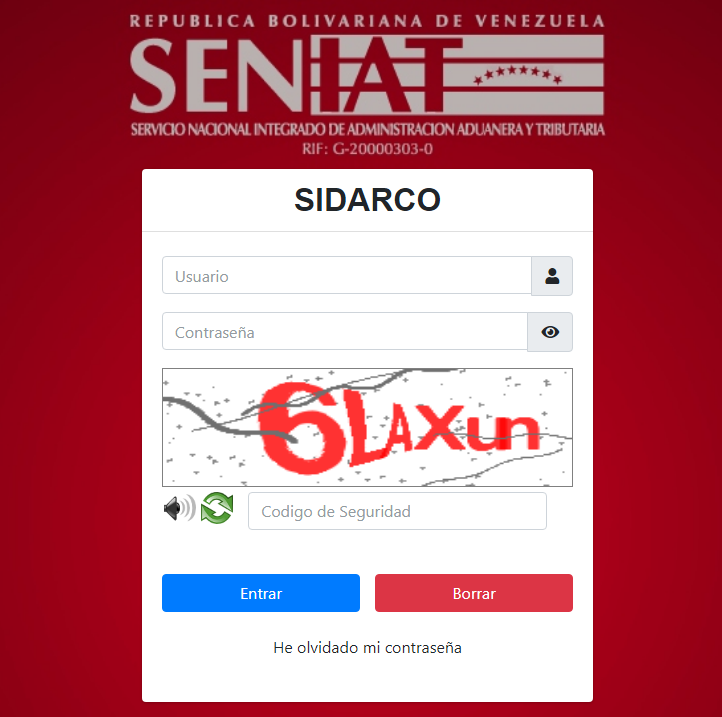 REPUBLICA BOLIVARIANA DE VENEZUELA
SENIAT
SERVICIO NACIONAL INTEGRADO DE ADMINISTRACION ADUANERA Y TRIBUTARIA
RIF: G-20000303-0
SIDARCO
Usuario
Contraseña
6LAXun
Codigo de Seguridad
Entrar Borrar
He olvidado mi contraseña